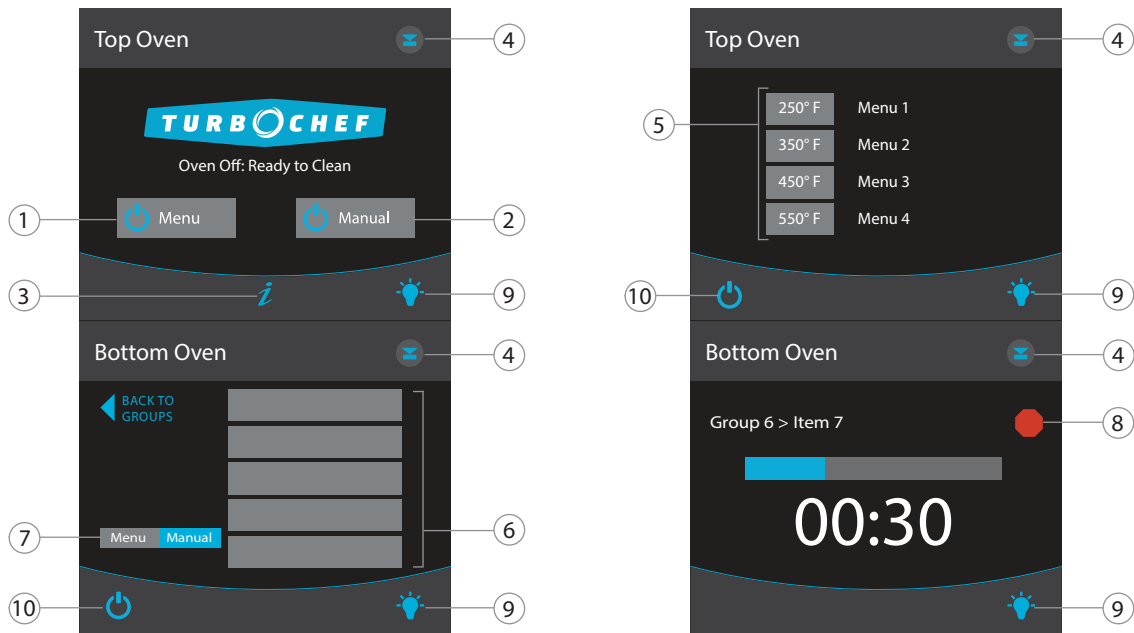 Top Oven
4
TURBOCHEF
Oven Off: Ready to Clean
1
Menu
Manual
2
3
i
9
Bottom Oven
4
BACK TO
GROUPS
7
Menu Manual
6
10
9
Top Oven
4
5
250° F Menu 1
350° F Menu 2
450° F Menu 3
550° F Menu 4
10
9
Bottom Oven
4
Group 6 > Item 7
8
00:30
9